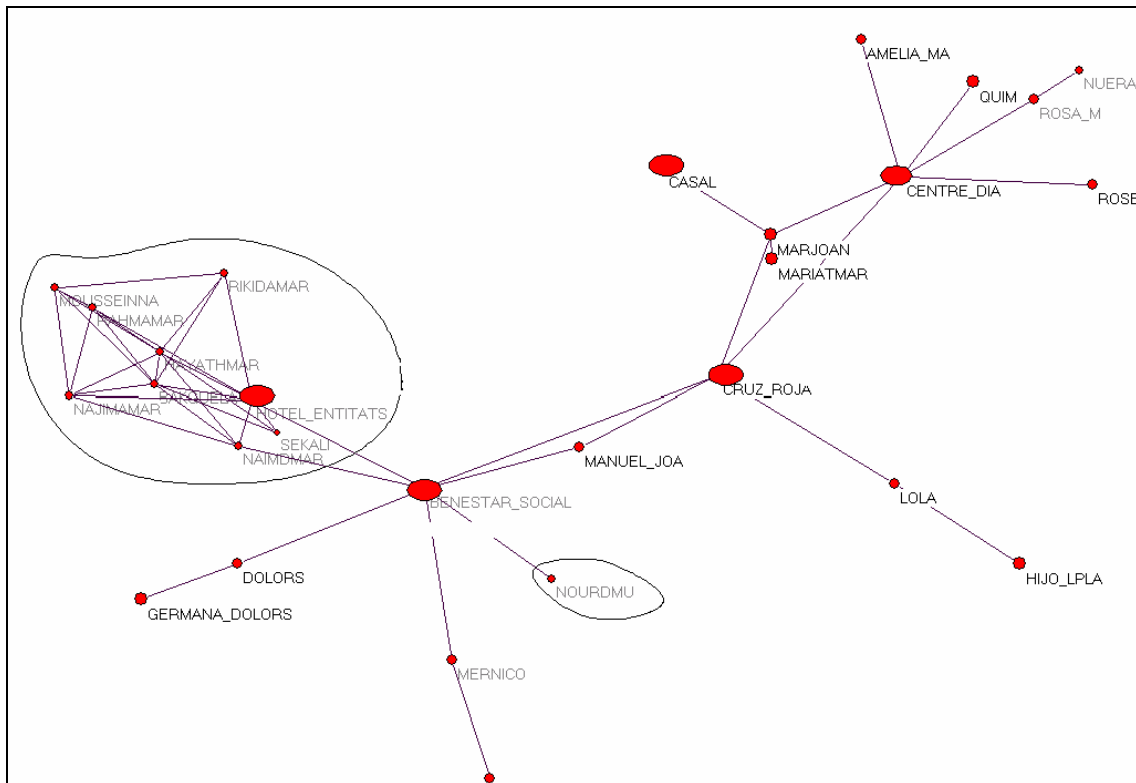 AMELIA_MA
NUERA
QUIM
ROSA_M
CASAL
CENTRE_DIA
ROSE
MARJOAN
MARIATMAR
RIKIDAMAR
MOUSSEINNA
RAHMAMAR
HAYATHMAR
CRUZ_ROJA
NAJIMAMAR
HOTEL_ENTITATS
SEKALI
NAIMDMAR
MANUEL_JOA
BENESTAR_SOCIAL
LOLA
DOLORS
HIJO_LPLA
NOURDMU
GERMANA_DOLORS
MERNICO